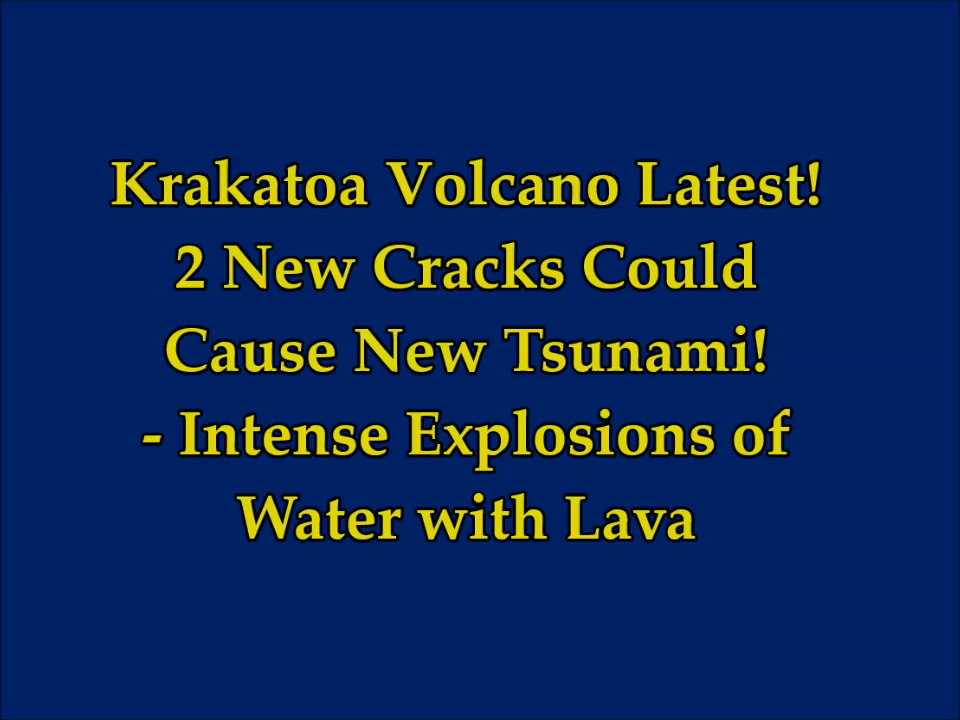 Krakatoa Volcano Latest!
2 New Cracks Could
Cause New Tsunami!
- Intense Explosions of
Water with Lava